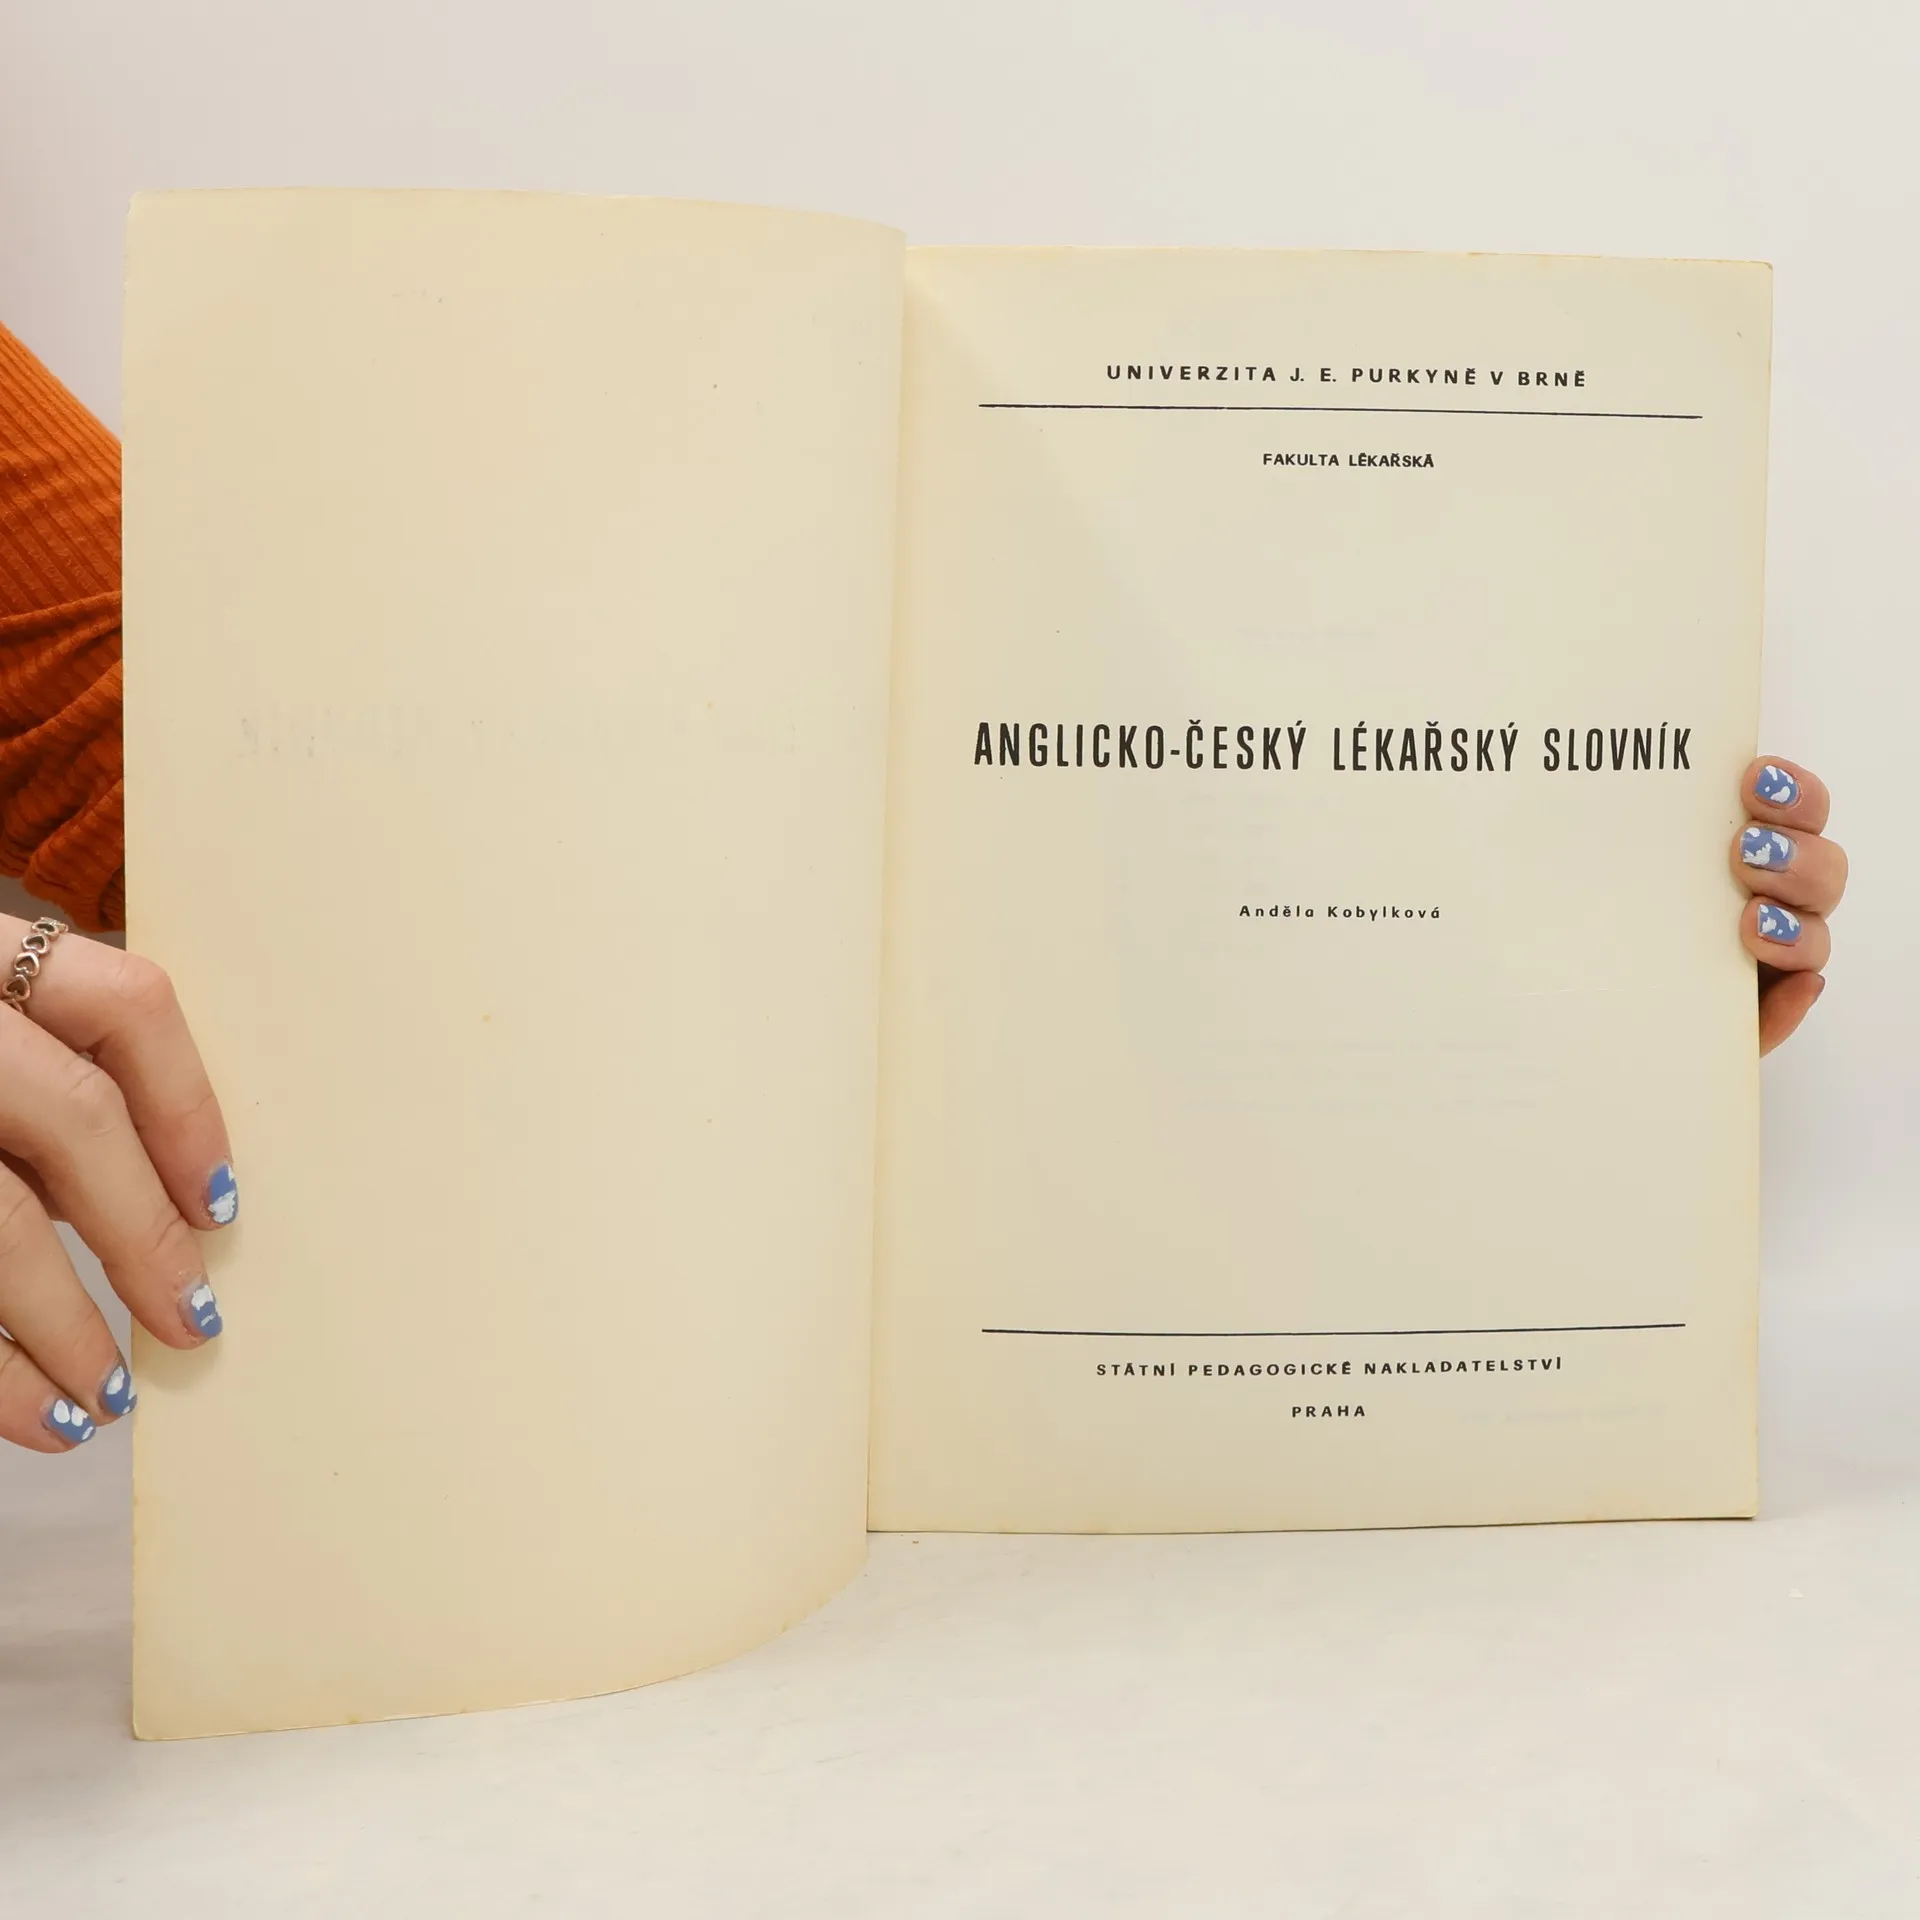 UNIVERZITA J. E. PURKYNĚ V BRNĚ
FAKULTA LÉKAŘSKÁ
ANGLICKO-ČESKÝ LÉKAŘSKÝ SLOVNÍK
Anděla Kobylková
STÁTNÍ PEDAGOGICKÉ NAKLADATELSTVÍ
PRAHA